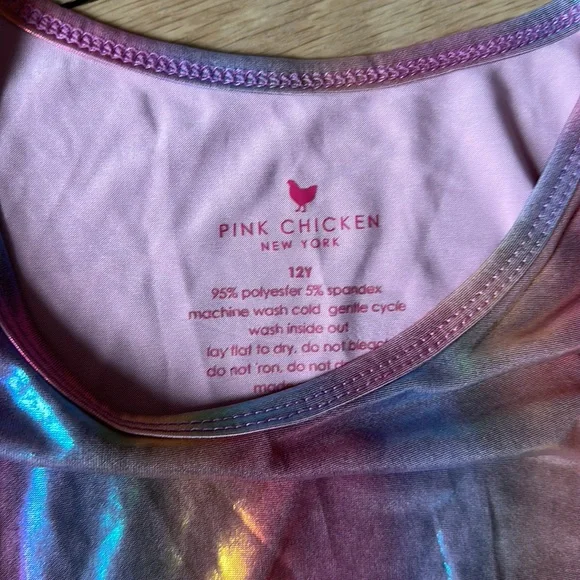 PINK CHICKEN
NEW YORK
12Y
95% polyester 5% spandex
machine wash cold gentle cycle
wash inside out
lay flat to dry, do not bleach
do not iron, do not
made